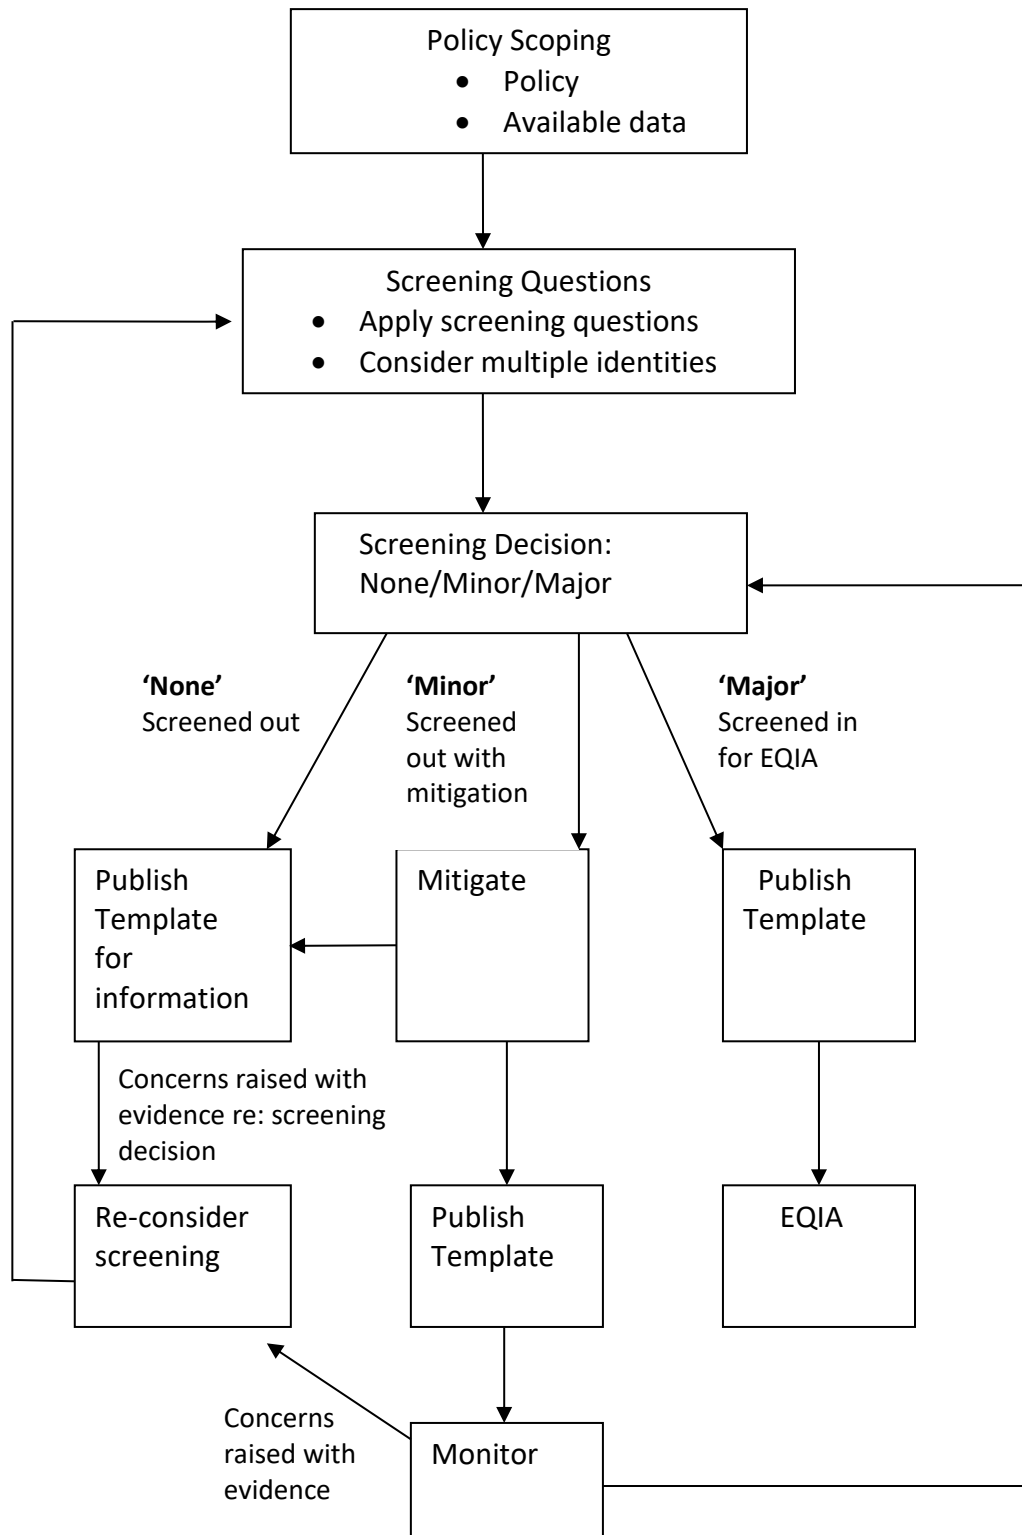 Policy Scoping
• Policy
• Available data
Screening Questions
• Apply screening questions
• Consider multiple identities
Screening Decision:
None/Minor/Major
‘None’
Screened out
‘Minor’
Screened
out with
mitigation
‘Major’
Screened in
for EQIA
Publish
Template
for
information
Mitigate
Publish
Template
Concerns raised with
evidence re: screening
decision
Re-consider
screening
Publish
Template
EQIA
Concerns
raised with
evidence
Monitor